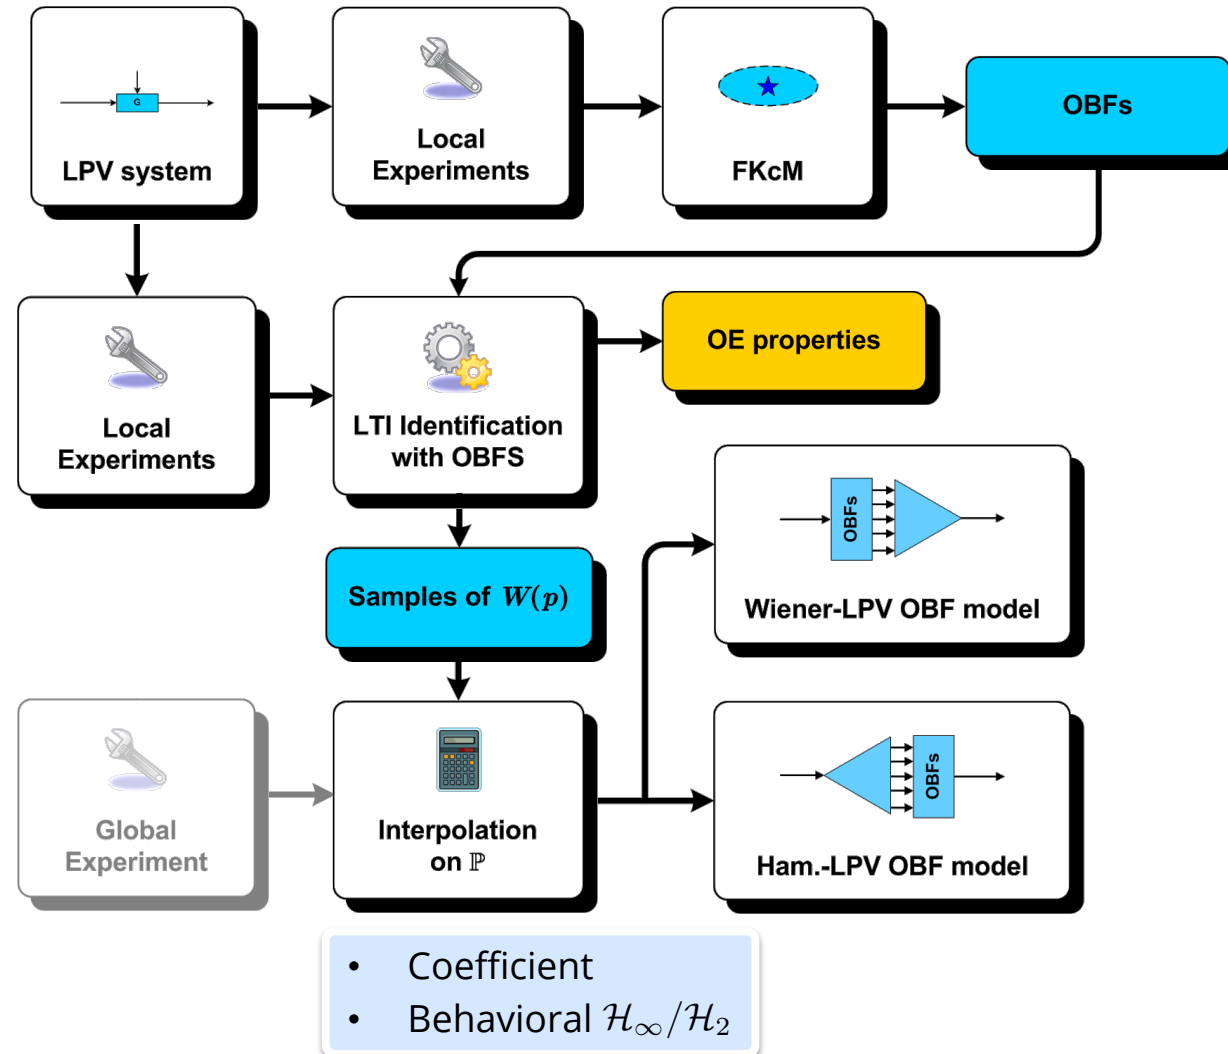 G
LPV system
Local
Experiments
FKcM
OBFs
Local
Experiments
LTI Identification
with OBFS
OE properties
OBFs
Wiener-LPV OBF model
Samples of W(p)
Global
Experiment
Interpolation
on ℙ
OBFs
Ham.-LPV OBF model
• Coefficient
• Behavioral ℋ∞/ℋ₂